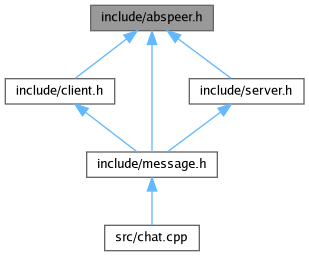 include/abspeer.h
include/client.h
include/server.h
include/message.h
src/chat.cpp